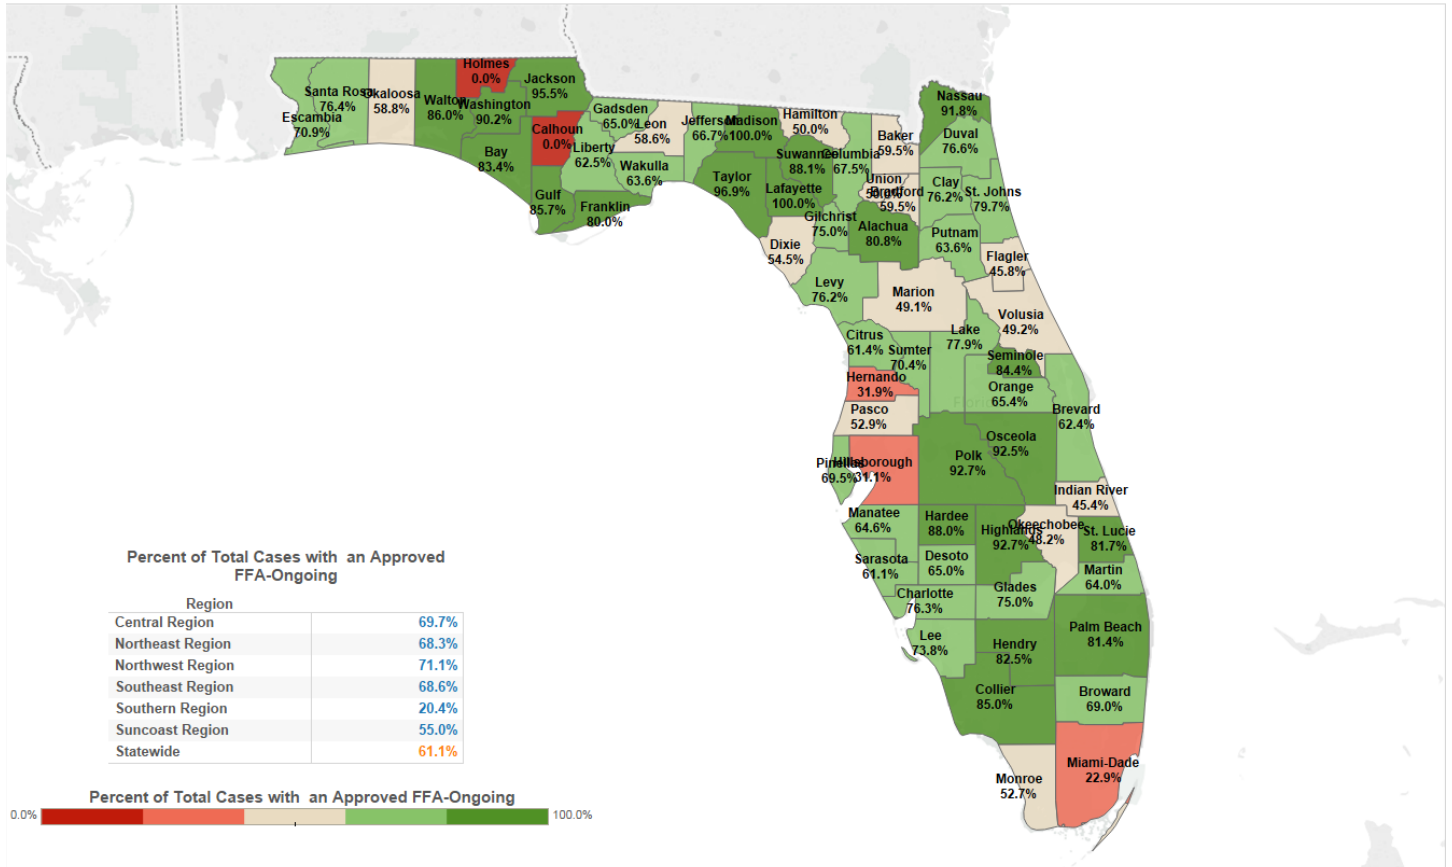 Holmes
0.0%
Jackson
95.5%
Santa Rosa
76.4%
Okaloosa
58.8%
Walton
86.0%
Washington
90.2%
Escambia
70.9%
Bay
83.4%
Calhoun
0.0%
Gulf
85.7%
Franklin
80.0%
Liberty
62.5%
Gadsden
65.0%
Leon
58.6%
Wakulla
63.6%
Jefferson
66.7%
Madison
100.0%
Taylor
96.9%
Hamilton
50.0%
Suwannee
88.1%
Lafayette
100.0%
Columbia
67.5%
Baker
59.5%
Nassau
91.8%
Duval
76.6%
Union
Bradford
59.5%
Clay
76.2%
St. Johns
79.7%
Gilchrist
75.0%
Alachua
80.8%
Putnam
63.6%
Dixie
54.5%
Flagler
45.8%
Levy
76.2%
Marion
49.1%
Volusia
49.2%
Citrus
61.4%
Sumter
70.4%
Lake
77.9%
Seminole
84.4%
Hernando
31.9%
Orange
65.4%
Pasco
52.9%
Brevard
62.4%
Osceola
92.5%
Polk
92.7%
Pinellas
69.5%
Hillsborough
31.1%
Indian River
45.4%
Manatee
64.6%
Hardee
88.0%
Highlands
92.7%
Okeechobee
48.2%
St. Lucie
81.7%
Sarasota
61.1%
Desoto
65.0%
Martin
64.0%
Charlotte
76.3%
Glades
75.0%
Lee
73.8%
Hendry
82.5%
Palm Beach
81.4%
Collier
85.0%
Broward
69.0%
Monroe
52.7%
Miami-Dade
22.9%
Percent of Total Cases with an Approved
FFA-Ongoing
Region
Central Region 69.7%
Northeast Region 68.3%
Northwest Region 71.1%
Southeast Region 68.6%
Southern Region 20.4%
Suncoast Region 55.0%
Statewide 61.1%
Percent of Total Cases with an Approved FFA-Ongoing
0.0% 100.0%